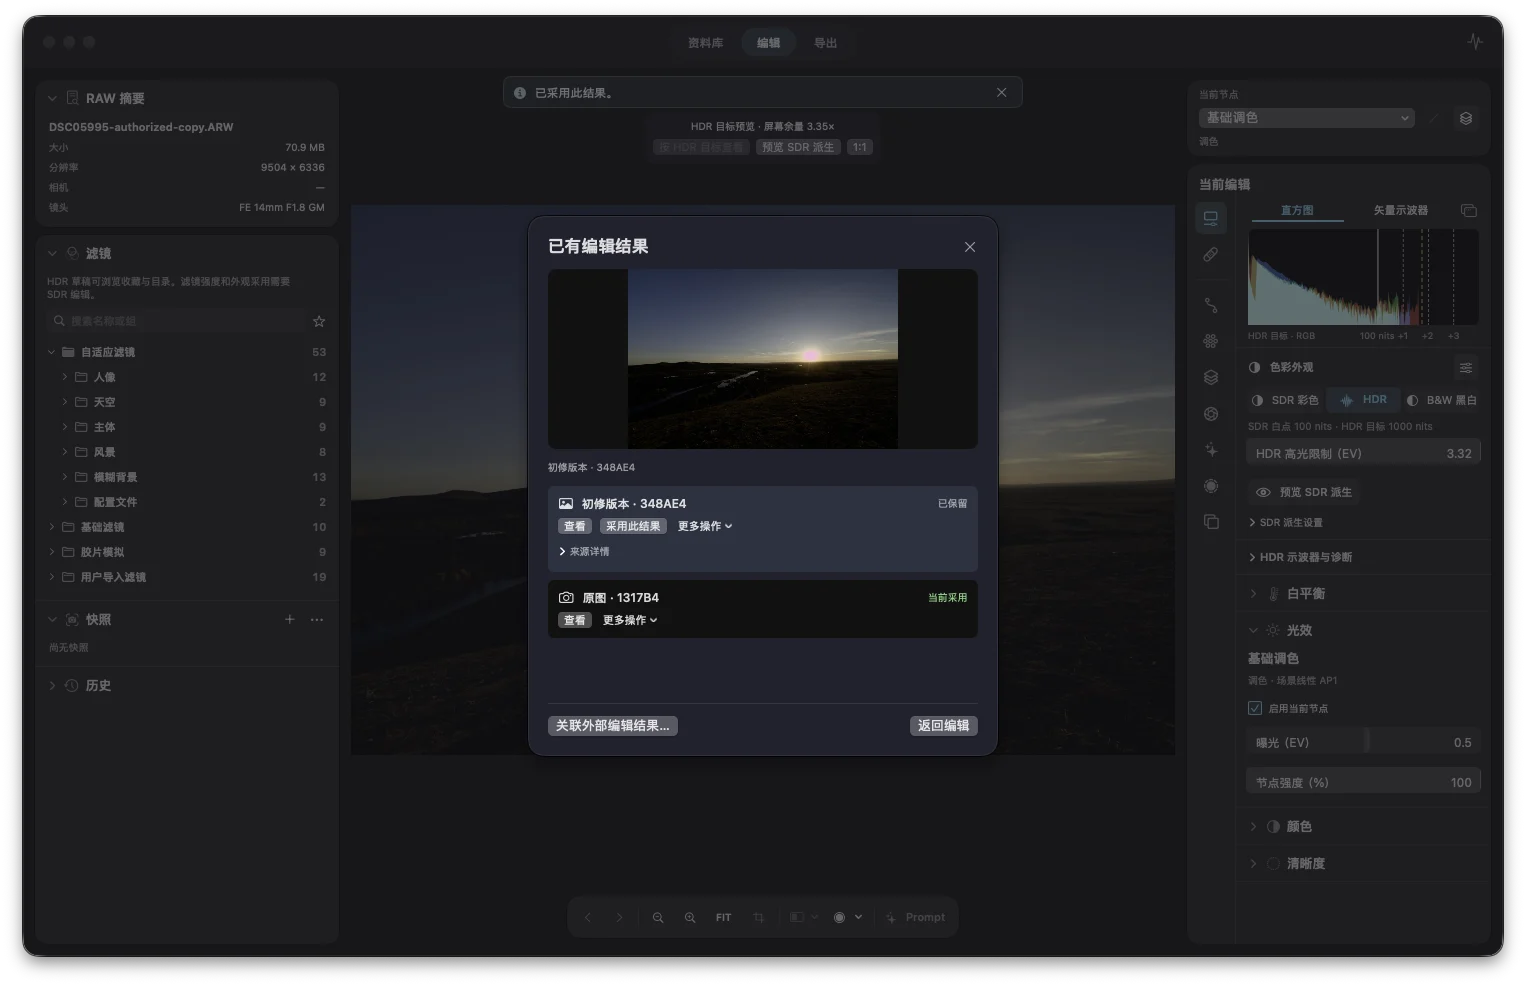 资料库 编辑 导出
已采用此结果。
HDR 目标预览 · 屏幕余量 3.35×
按 HDR 目标查看 预览 SDR 派生 1:1
RAW 摘要
DSC05995-authorized-copy.ARW
大小 70.9 MB
分辨率 9504 × 6336
相机 —
镜头 FE 14mm F1.8 GM
滤镜
HDR 草稿可浏览收藏与目录。滤镜强度和外观采用需要
SDR 编辑。
搜索名称或组
自适应滤镜 53
人像 12
天空 9
主体 9
风景 8
模糊背景 13
配置文件 2
基础滤镜 10
胶片模拟 9
用户导入滤镜 19
快照
尚无快照
历史
已有编辑结果
初修版本 · 348AE4
初修版本 · 348AE4 已保留
查看 采用此结果 更多操作
来源详情
原图 · 1317B4 当前采用
查看 更多操作
关联外部编辑结果... 返回编辑
FIT Prompt
当前节点
基础调色
调色
当前编辑
直方图 矢量示波器
HDR 目标 · RGB 100 nits +1 +2 +3
色彩外观
SDR 彩色 HDR B&W 黑白
SDR 白点 100 nits · HDR 目标 1000 nits
HDR 高光限制 (EV) 3.32
预览 SDR 派生
SDR 派生设置
HDR 示波器与诊断
白平衡
光效
基础调色
调色 · 场景线性 AP1
启用当前节点
曝光 (EV) 0.5
节点强度 (%) 100
颜色
清晰度